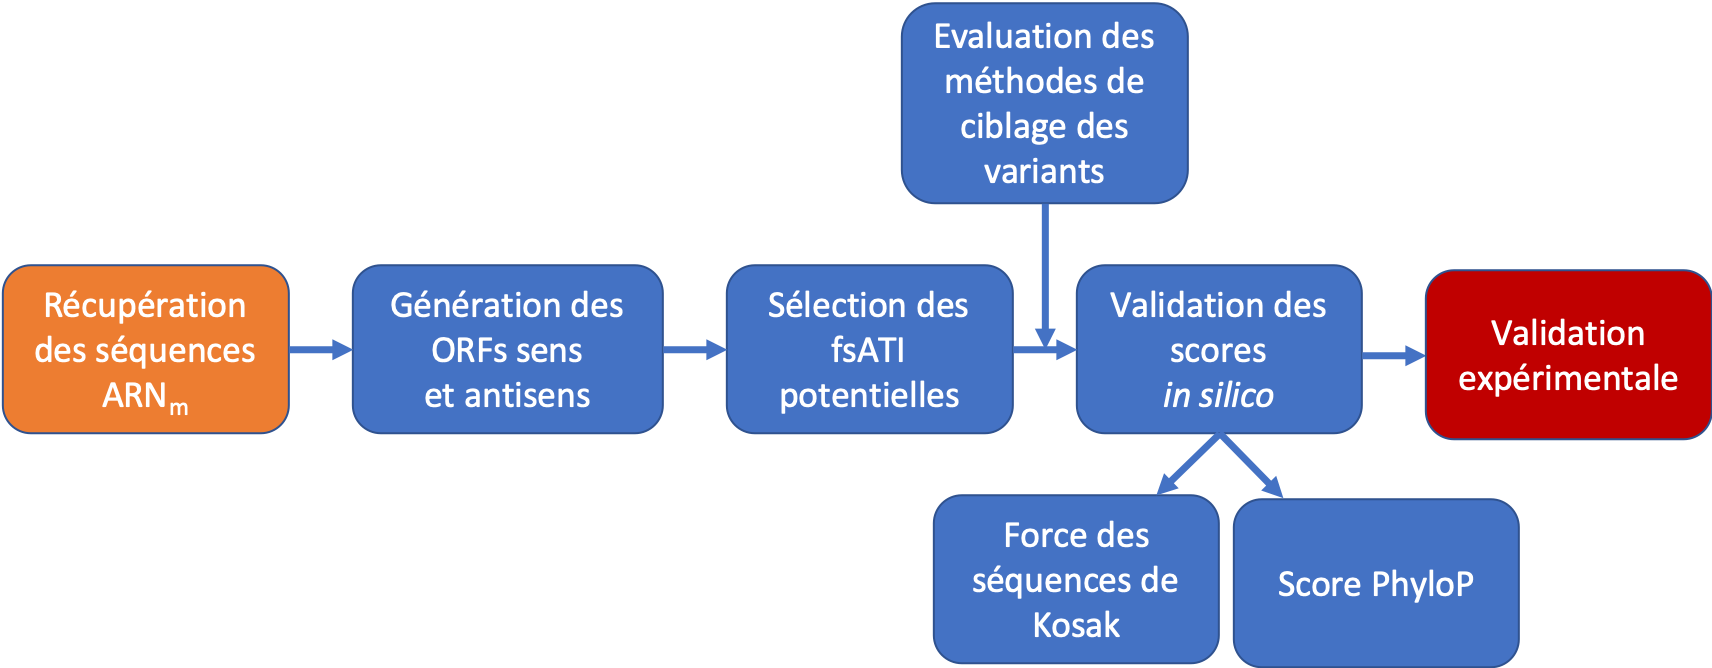 Evaluation des
méthodes de
ciblage des
variants
Récupération
des séquences
ARNm
Génération des
ORFs sens
et antisens
Sélection des
fsATI
potentielles
Validation des
scores
in silico
Validation
expérimentale
Force des
séquences de
Kosak
Score PhyloP